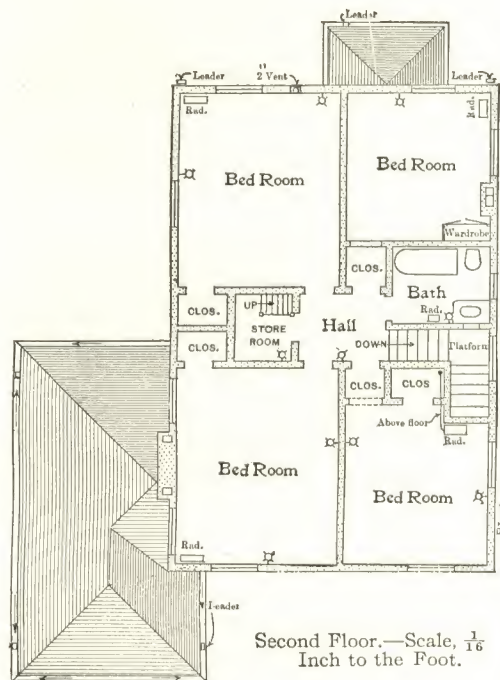 Leader
Leader
2" Vent
Leader
Rad.
Rad.
Bed Room
Bed Room
Wardrobe
CLOS.
Bath
Rad.
CLOS.
UP
STORE
ROOM
Hall
CLOS.
DOWN
Platform
CLOS.
CLOS
Above floor
Rad.
Bed Room
Bed Room
Rad.
Leader
Second Floor.—Scale, 1/16
Inch to the Foot.